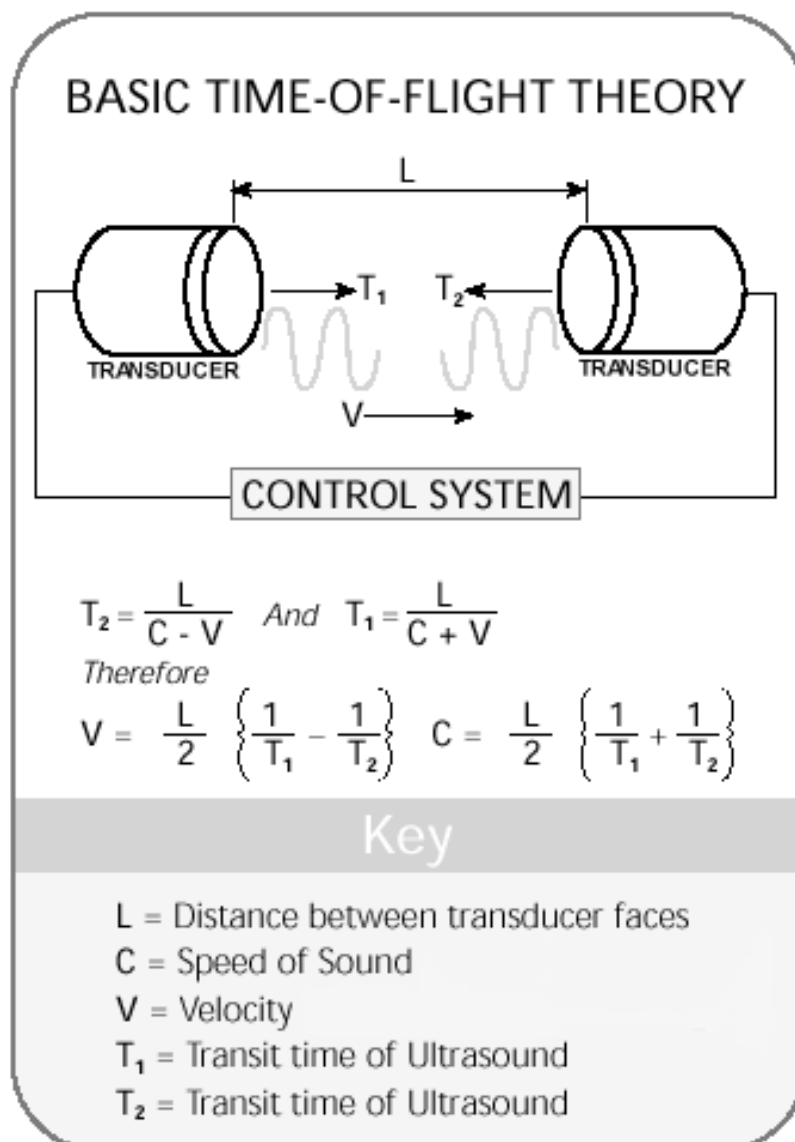 BASIC TIME-OF-FLIGHT THEORY
L
T₁ T₂
TRANSDUCER TRANSDUCER
V
CONTROL SYSTEM
T₂ = L / (C - V) And T₁ = L / (C + V)
Therefore
V = L/2 {1/T₁ − 1/T₂} C = L/2 {1/T₁ + 1/T₂}
Key
L = Distance between transducer faces
C = Speed of Sound
V = Velocity
T₁ = Transit time of Ultrasound
T₂ = Transit time of Ultrasound